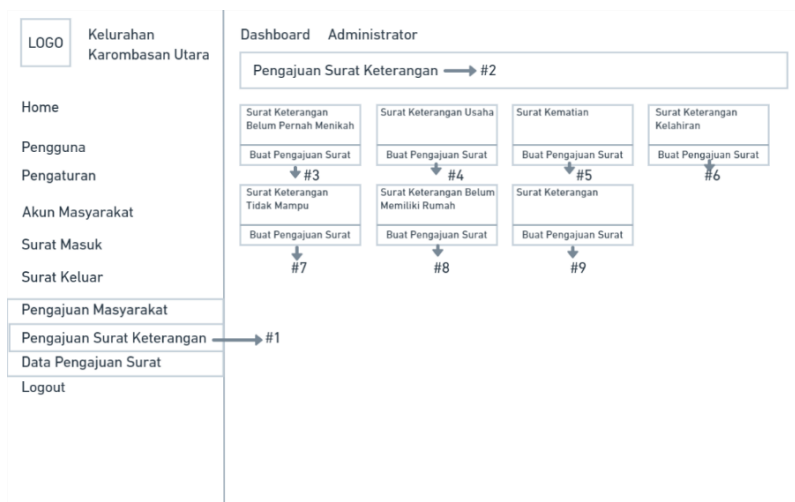 LOGO
Kelurahan
Karombasan Utara
Home
Pengguna
Pengaturan
Akun Masyarakat
Surat Masuk
Surat Keluar
Pengajuan Masyarakat
Pengajuan Surat Keterangan
#1
Data Pengajuan Surat
Logout
Dashboard Administrator
Pengajuan Surat Keterangan
#2
Surat Keterangan
Belum Pernah Menikah
Buat Pengajuan Surat
#3
Surat Keterangan Usaha
Buat Pengajuan Surat
#4
Surat Kematian
Buat Pengajuan Surat
#5
Surat Keterangan
Kelahiran
Buat Pengajuan Surat
#6
Surat Keterangan
Tidak Mampu
Buat Pengajuan Surat
#7
Surat Keterangan Belum
Memiliki Rumah
Buat Pengajuan Surat
#8
Surat Keterangan
Buat Pengajuan Surat
#9